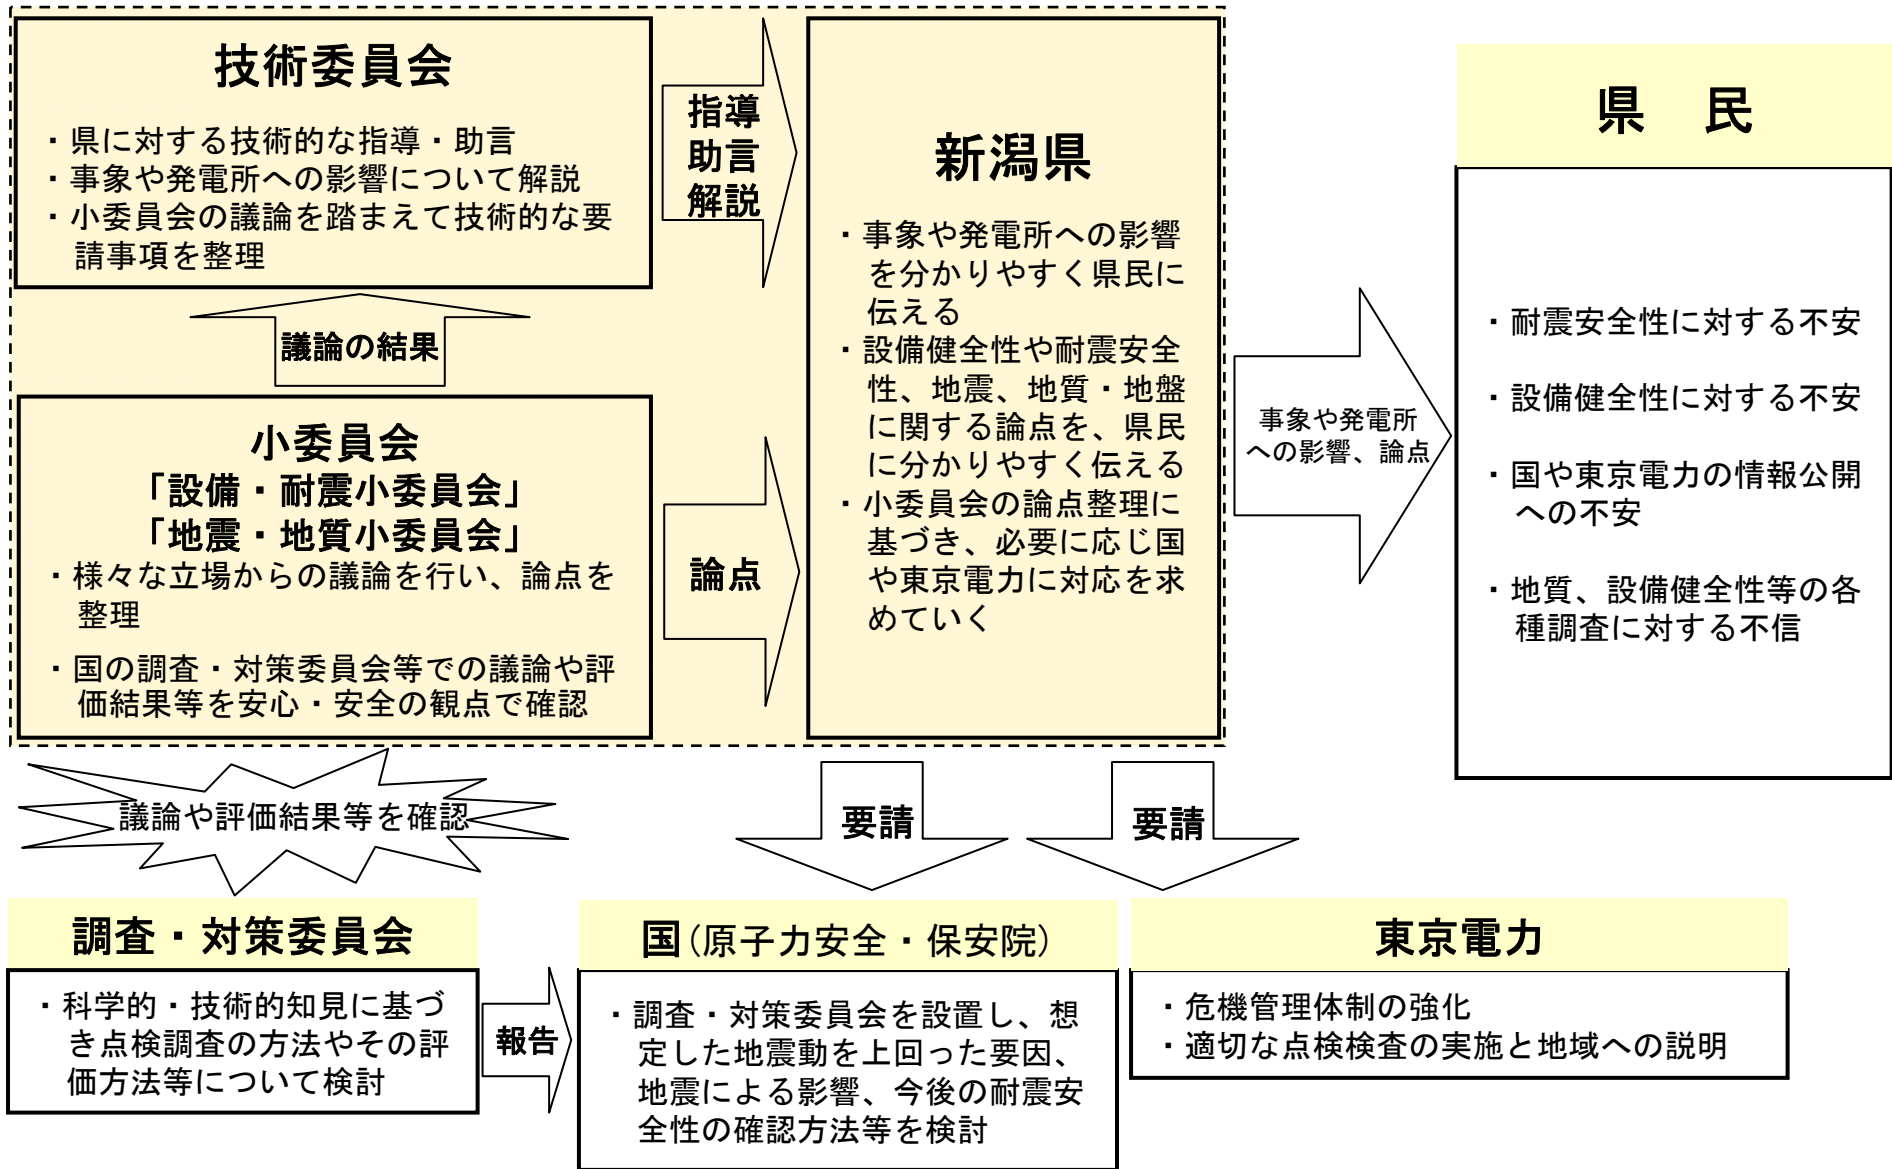 技術委員会
・県に対する技術的な指導・助言
・事象や発電所への影響について解説
・小委員会の議論を踏まえて技術的な要
請事項を整理
指導
助言
解説
議論の結果
小委員会
「設備・耐震小委員会」
「地震・地質小委員会」
・様々な立場からの議論を行い、論点を
整理
・国の調査・対策委員会等での議論や評
価結果等を安心・安全の観点で確認
論点
新潟県
・事象や発電所への影響
を分かりやすく県民に
伝える
・設備健全性や耐震安全
性、地震、地質・地盤
に関する論点を、県民
に分かりやすく伝える
・小委員会の論点整理に
基づき、必要に応じ国
や東京電力に対応を求
めていく
事象や発電所
への影響、論点
県 民
・耐震安全性に対する不安
・設備健全性に対する不安
・国や東京電力の情報公開
への不安
・地質、設備健全性等の各
種調査に対する不信
議論や評価結果等を確認
要請
要請
調査・対策委員会
・科学的・技術的知見に基づ
き点検調査の方法やその評
価方法等について検討
報告
国(原子力安全・保安院)
・調査・対策委員会を設置し、想
定した地震動を上回った要因、
地震による影響、今後の耐震安
全性の確認方法等を検討
東京電力
・危機管理体制の強化
・適切な点検検査の実施と地域への説明